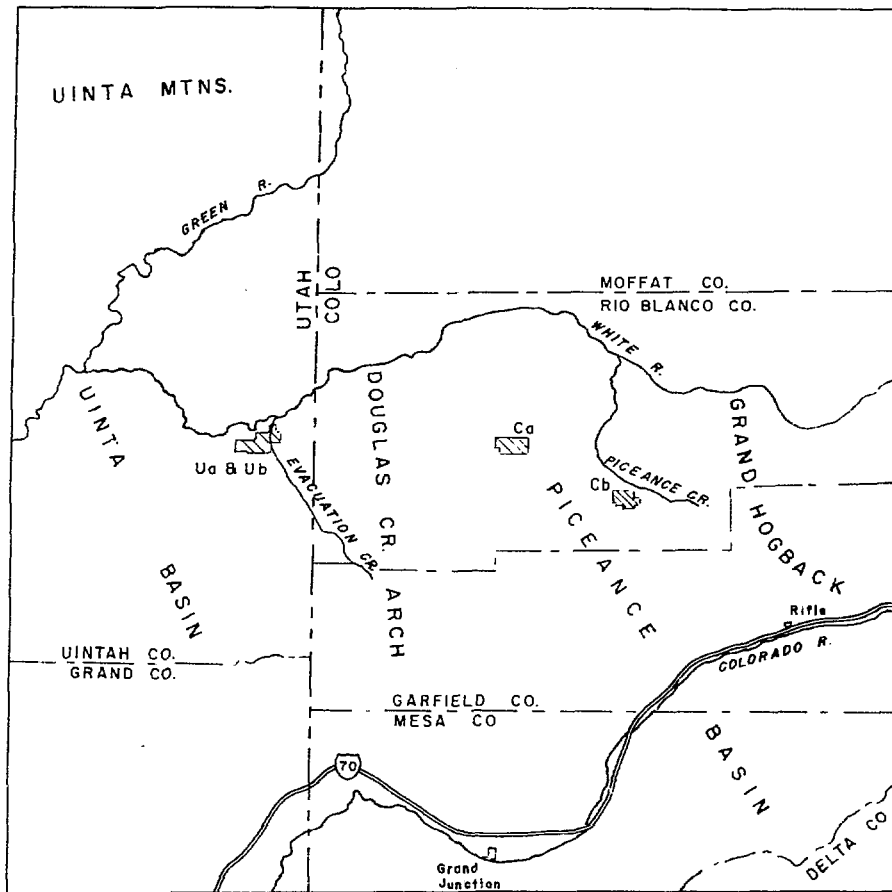 UINTA MTNS.
GREEN R.
UTAH
COLO
MOFFAT CO.
RIO BLANCO CO.
WHITE R.
UINTA BASIN
DOUGLAS CR. ARCH
Ca
GRAND HOGBACK
Ua & Ub
EVACUATION CR.
PICEANCE CR.
Cb
PICEANCE BASIN
Rifle
COLORADO R.
UINTAH CO.
GRAND CO.
GARFIELD CO.
MESA CO
70
Grand
Junction
DELTA CO